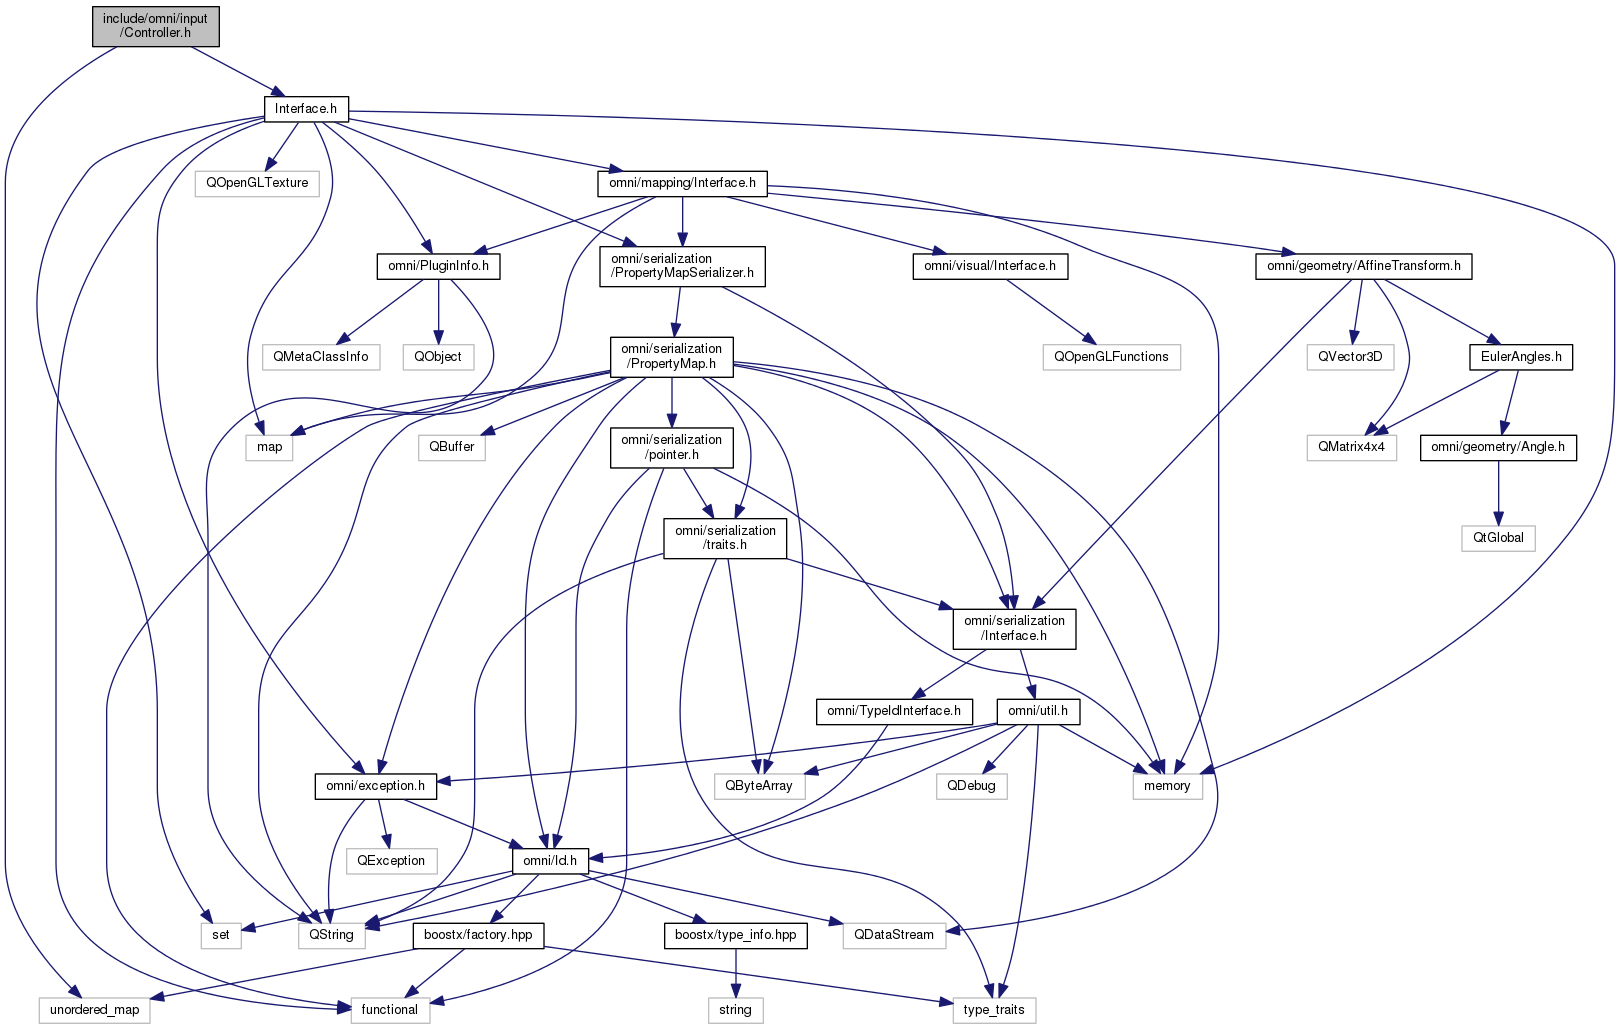 include/omni/input
/Controller.h
Interface.h
QOpenGLTexture
omni/mapping/Interface.h
omni/PluginInfo.h
omni/serialization
/PropertyMapSerializer.h
omni/visual/Interface.h
omni/geometry/AffineTransform.h
QMetaClassInfo
QObject
omni/serialization
/PropertyMap.h
QOpenGLFunctions
QVector3D
EulerAngles.h
map
QBuffer
omni/serialization
/pointer.h
QMatrix4x4
omni/geometry/Angle.h
omni/serialization
/traits.h
QtGlobal
omni/serialization
/Interface.h
omni/TypeIdInterface.h
omni/util.h
omni/exception.h
QByteArray
QDebug
memory
QException
omni/Id.h
set
QString
boostx/factory.hpp
boostx/type_info.hpp
QDataStream
unordered_map
functional
string
type_traits